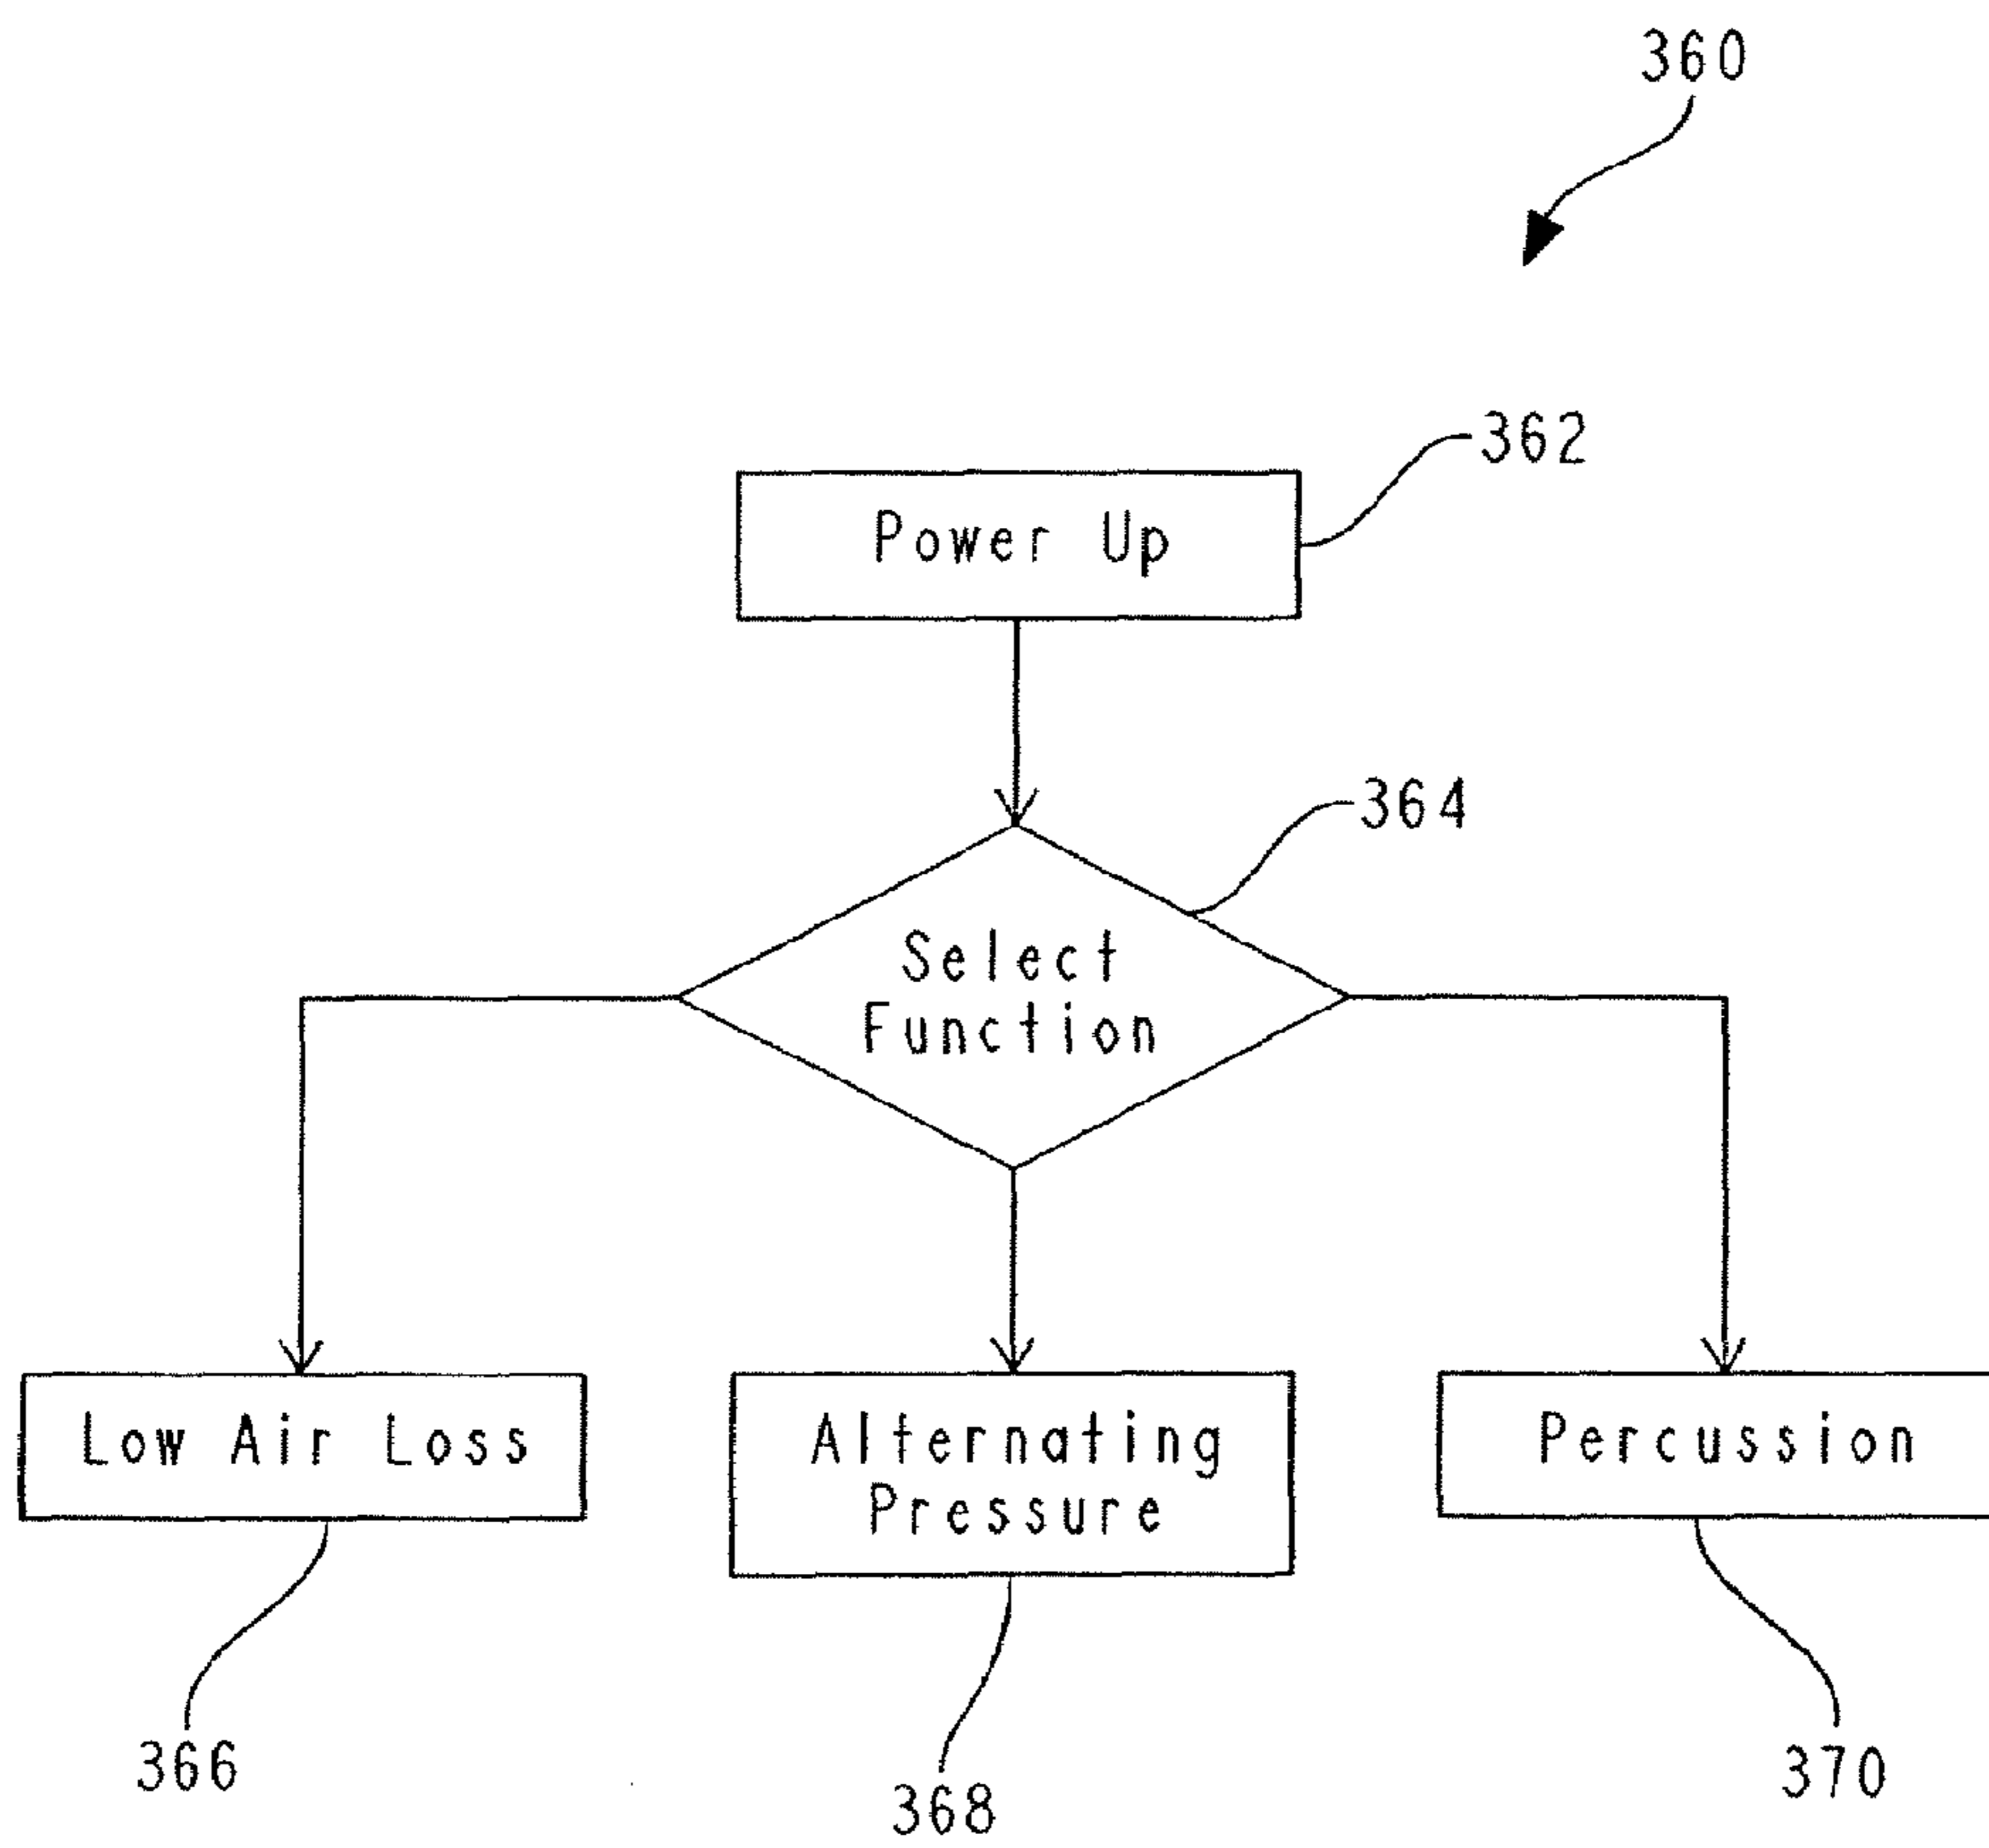 360
362
Power Up
364
Select
Function
Low Air Loss
Alternating
Pressure
Percussion
366
368
370